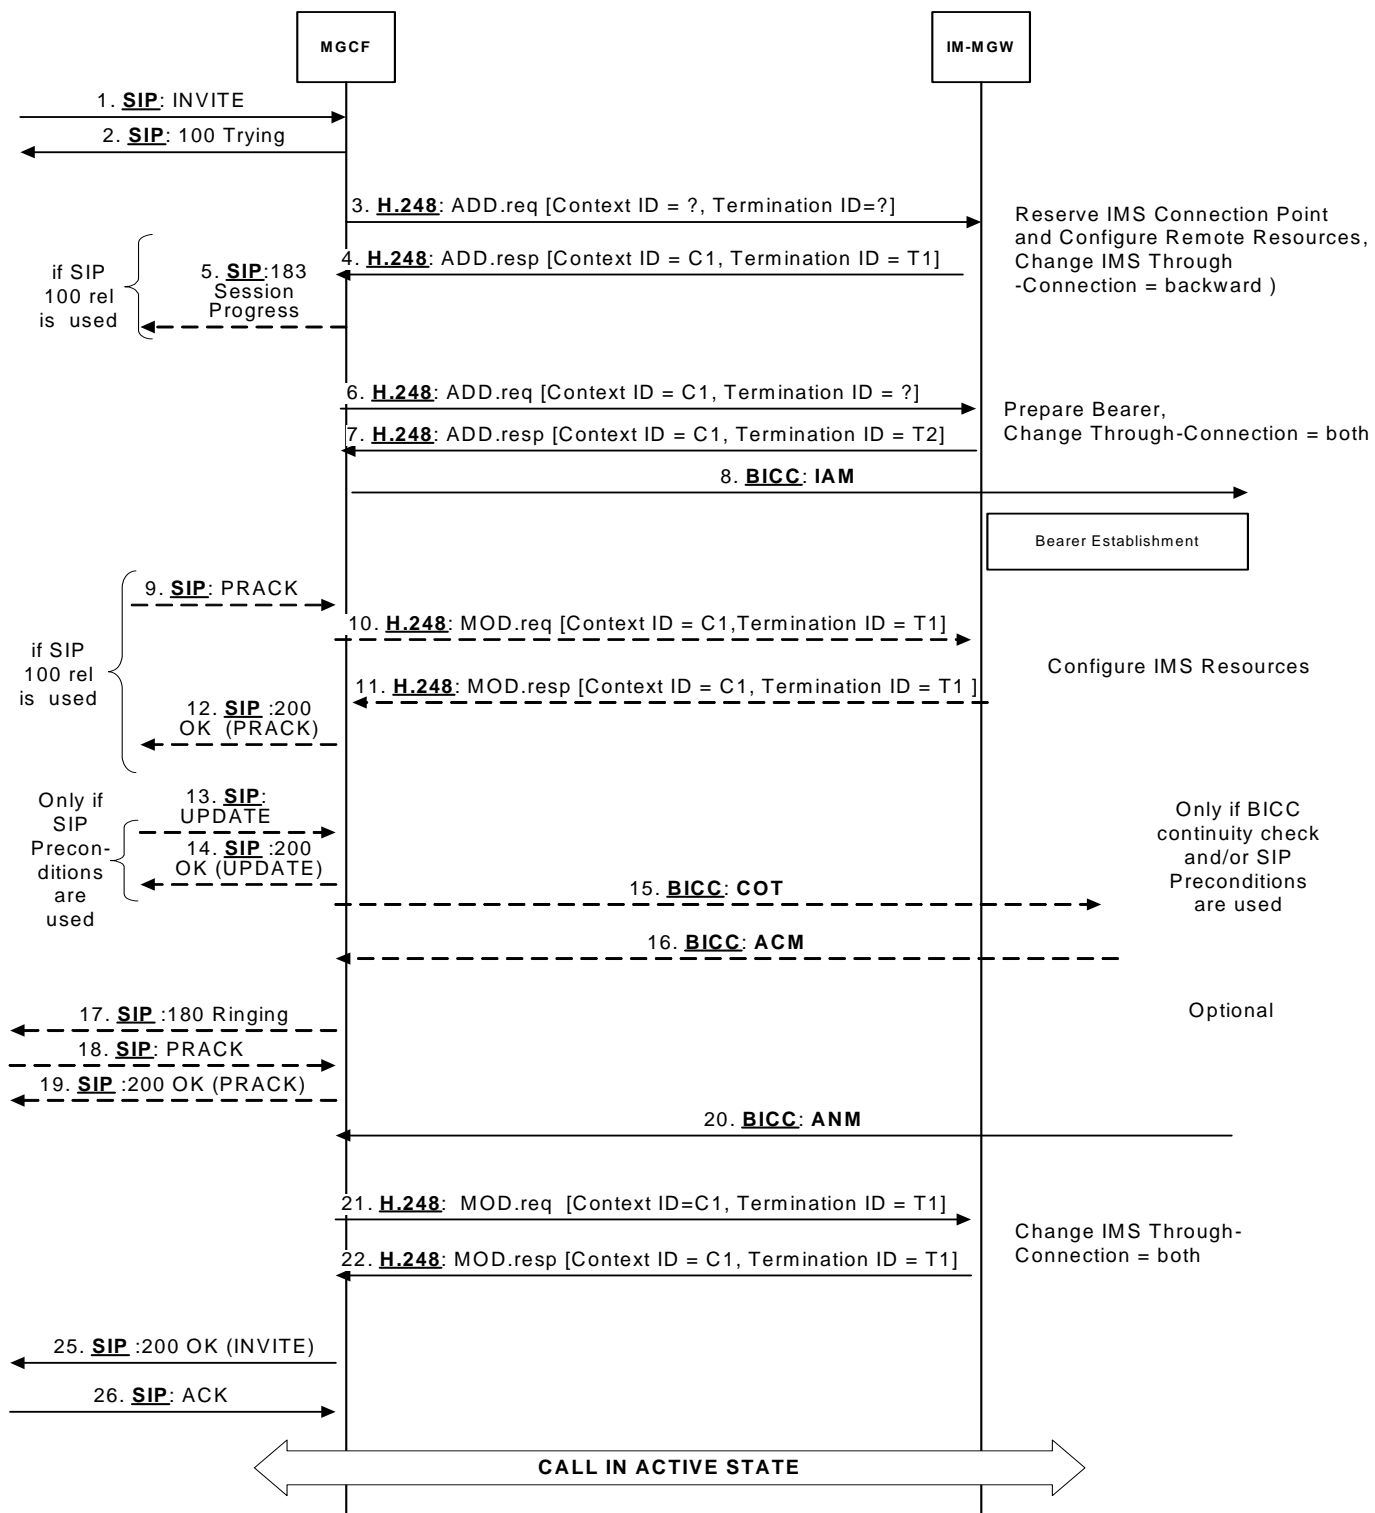 MGCF
IM-MGW
1. SIP: INVITE
2. SIP: 100 Trying
3. H.248: ADD.req [Context ID = ?, Termination ID=?]
Reserve IMS Connection Point
and Configure Remote Resources,
Change IMS Through
-Connection = backward )
4. H.248: ADD.resp [Context ID = C1, Termination ID = T1]
if SIP
100 rel
is used
5. SIP:183
Session
Progress
6. H.248: ADD.req [Context ID = C1, Termination ID = ?]
Prepare Bearer,
Change Through-Connection = both
7. H.248: ADD.resp [Context ID = C1, Termination ID = T2]
8. BICC: IAM
Bearer Establishment
9. SIP: PRACK
10. H.248: MOD.req [Context ID = C1,Termination ID = T1]
if SIP
100 rel
is used
Configure IMS Resources
11. H.248: MOD.resp [Context ID = C1, Termination ID = T1 ]
12. SIP :200
OK (PRACK)
Only if
SIP
Precon-
ditions
are
used
13. SIP:
UPDATE
14. SIP :200
OK (UPDATE)
Only if BICC
continuity check
and/or SIP
Preconditions
are used
15. BICC: COT
16. BICC: ACM
17. SIP :180 Ringing
Optional
18. SIP: PRACK
19. SIP :200 OK (PRACK)
20. BICC: ANM
21. H.248: MOD.req [Context ID=C1, Termination ID = T1]
Change IMS Through-
Connection = both
22. H.248: MOD.resp [Context ID = C1, Termination ID = T1]
25. SIP :200 OK (INVITE)
26. SIP: ACK
CALL IN ACTIVE STATE